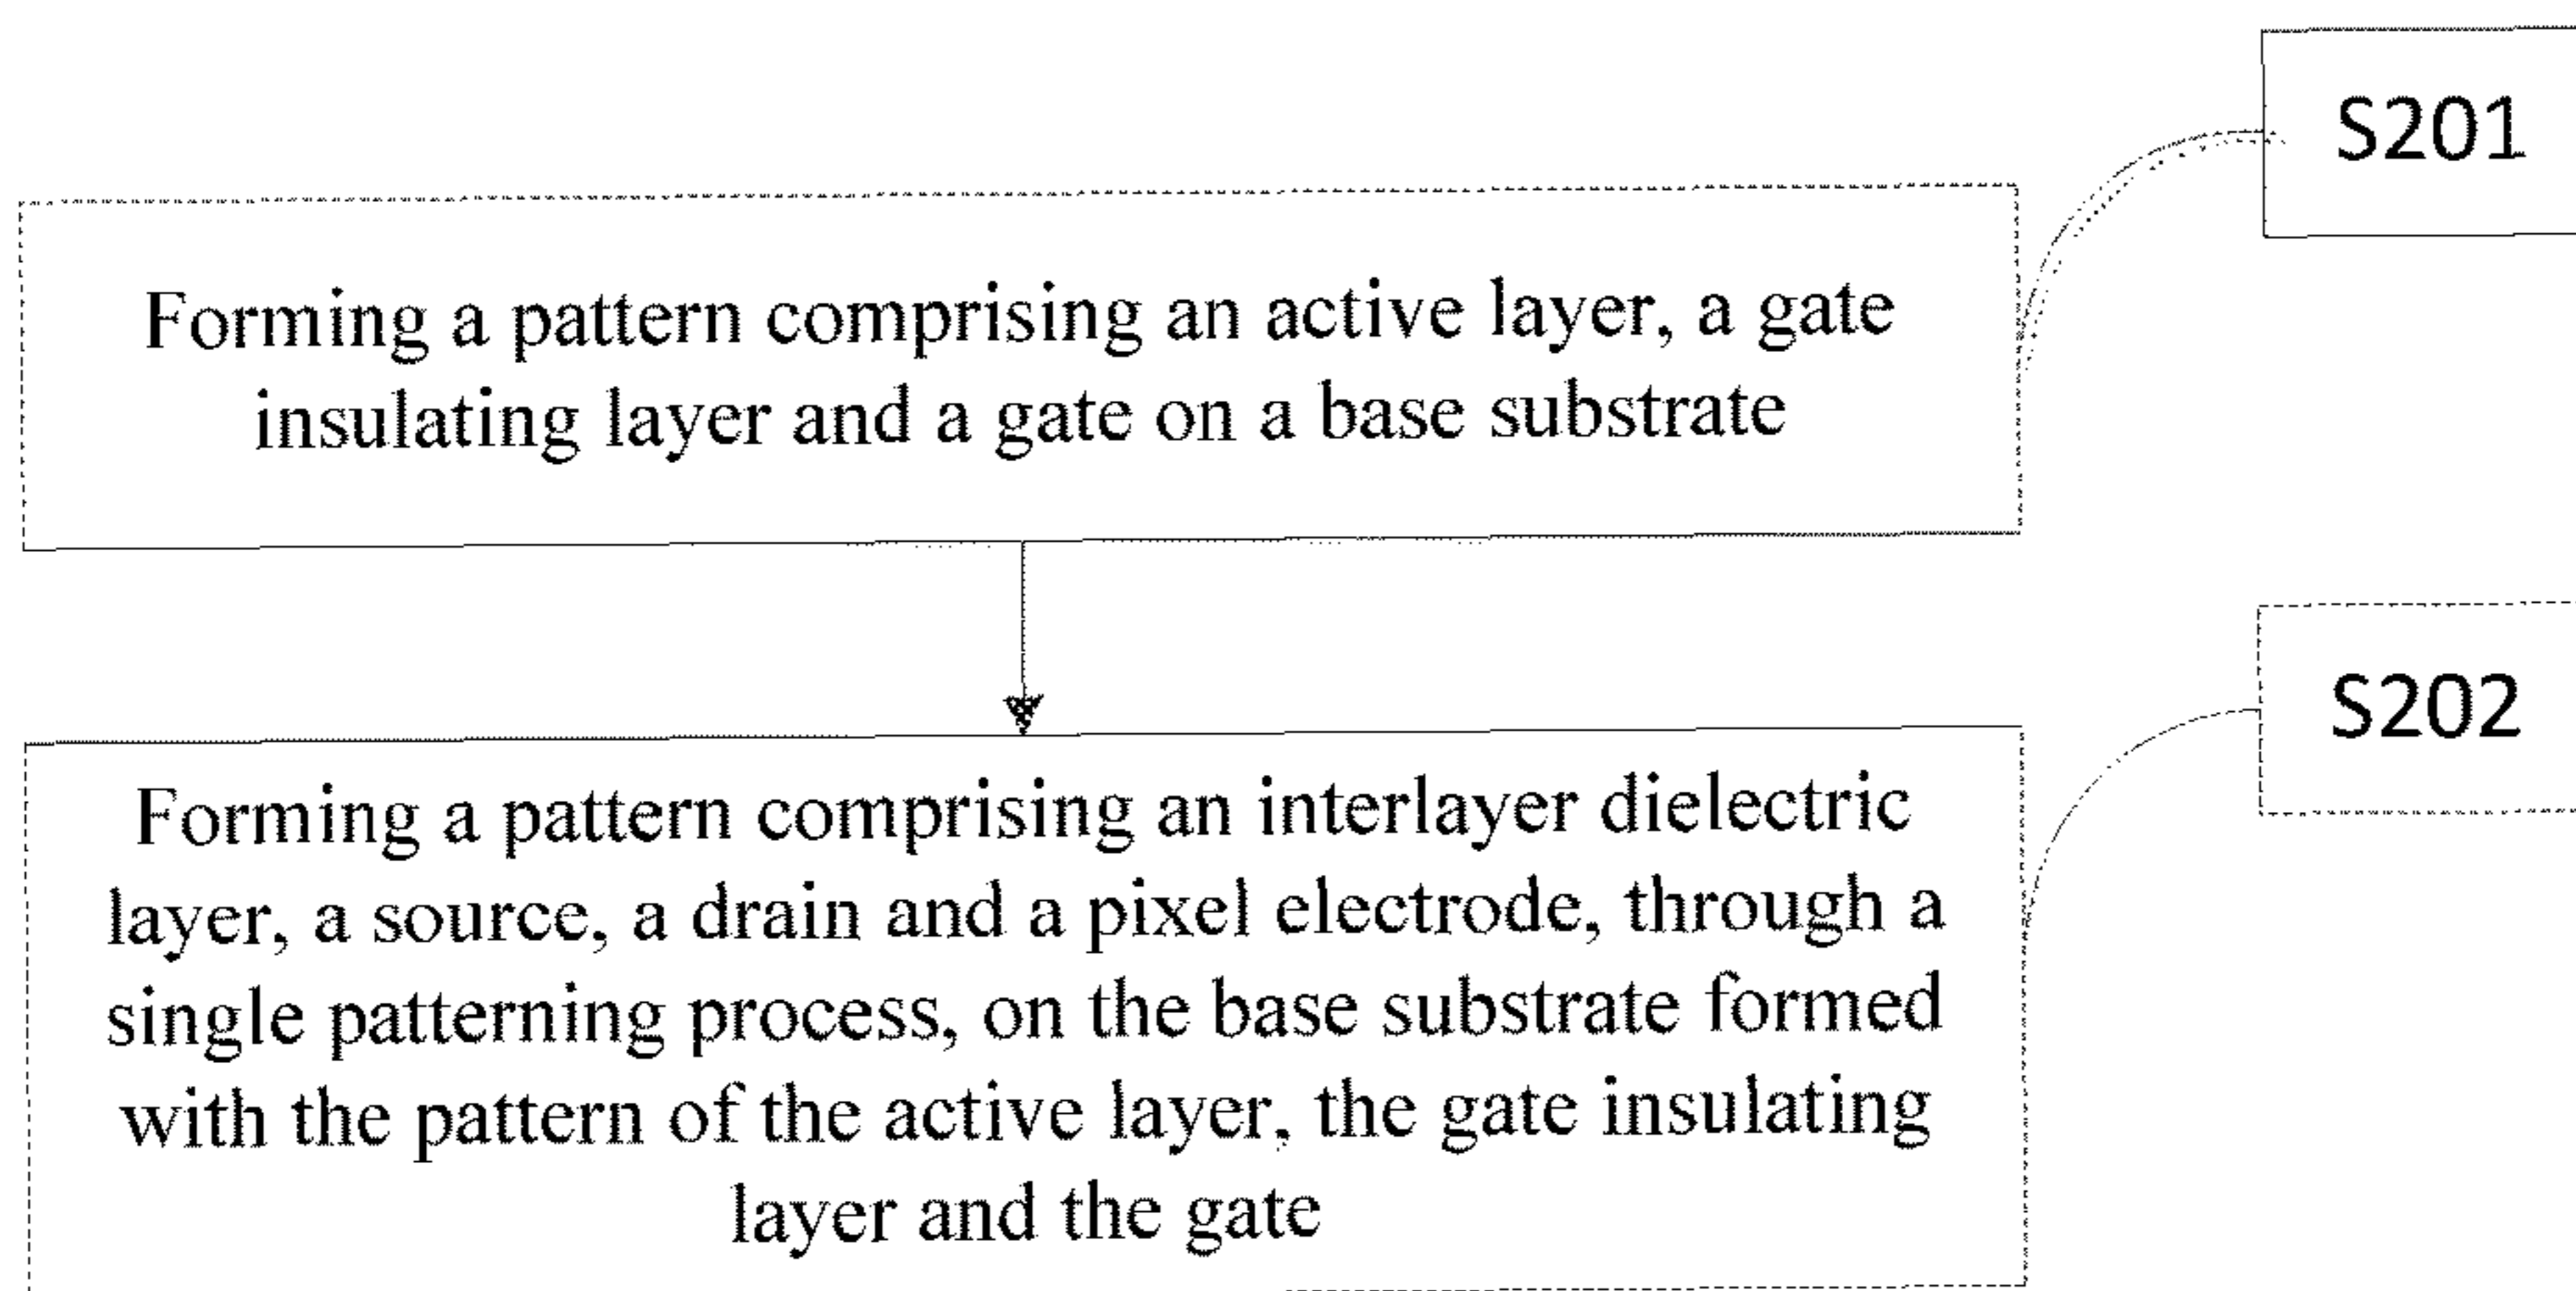 S201
Forming a pattern comprising an active layer, a gate
insulating layer and a gate on a base substrate
S202
Forming a pattern comprising an interlayer dielectric
layer, a source, a drain and a pixel electrode, through a
single patterning process, on the base substrate formed
with the pattern of the active layer, the gate insulating
layer and the gate